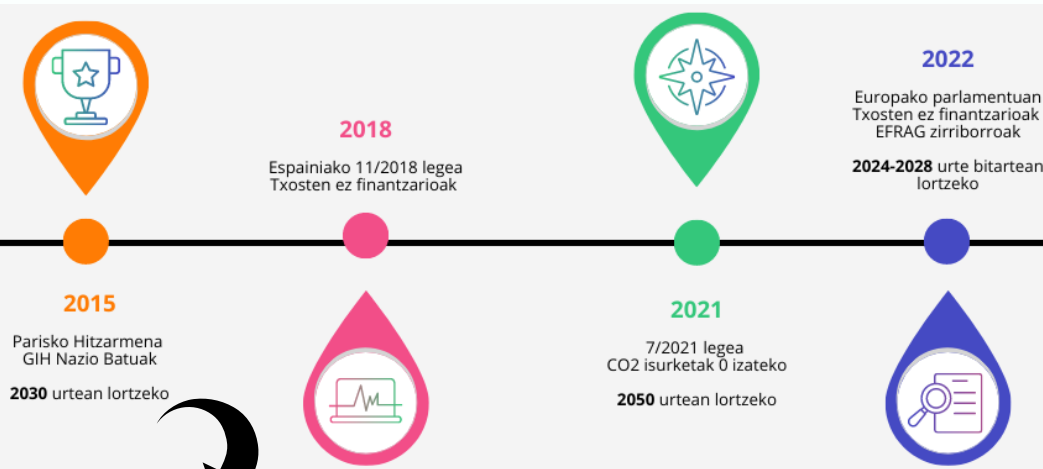 2015
Parisko Hitzarmena
GIH Nazio Batuak
2030 urtean lortzeko
2018
Espainiako 11/2018 legea
Txosten ez finantzarioak
2021
7/2021 legea
CO2 isurketak 0 izateko
2050 urtean lortzeko
2022
Europako parlamentuan
Txosten ez finantzarioak
EFRAG zirriborroak
2024-2028 urte bitartean
lortzeko